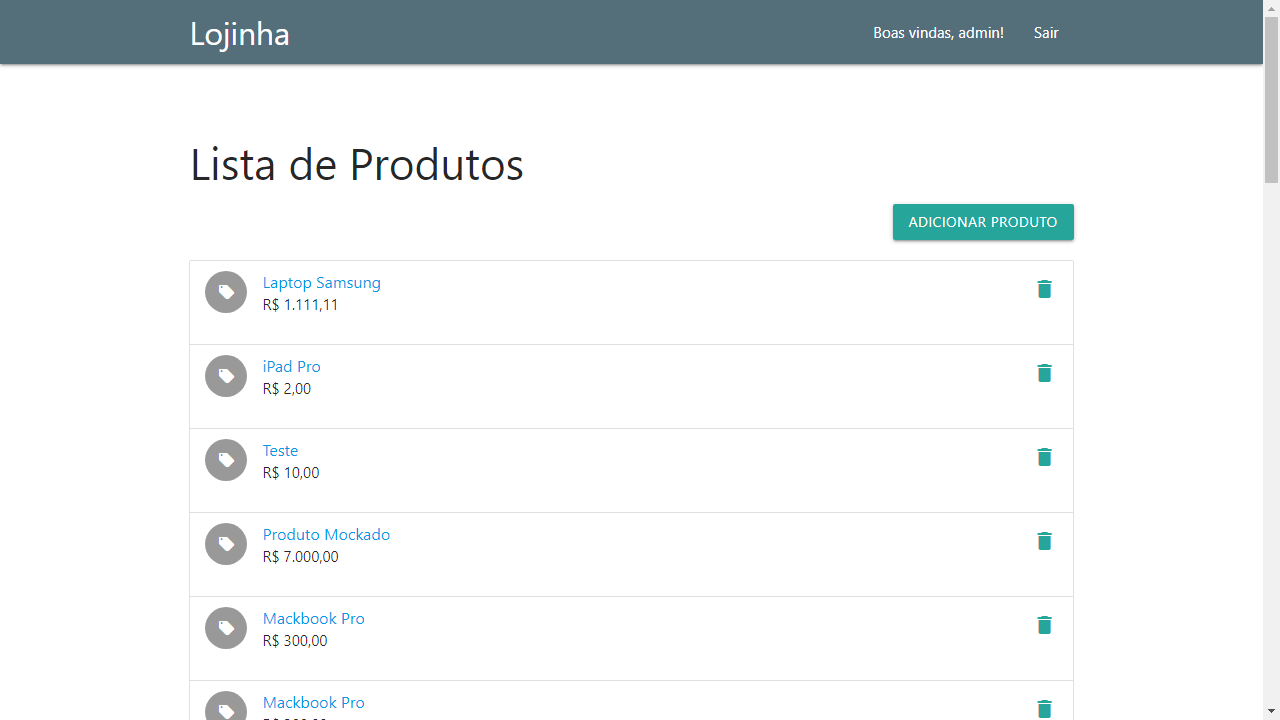 Lojinha
Boas vindas, admin!
Sair
Lista de Produtos
ADICIONAR PRODUTO
Laptop Samsung
R$ 1.111,11
iPad Pro
R$ 2,00
Teste
R$ 10,00
Produto Mockado
R$ 7.000,00
Mackbook Pro
R$ 300,00
Mackbook Pro